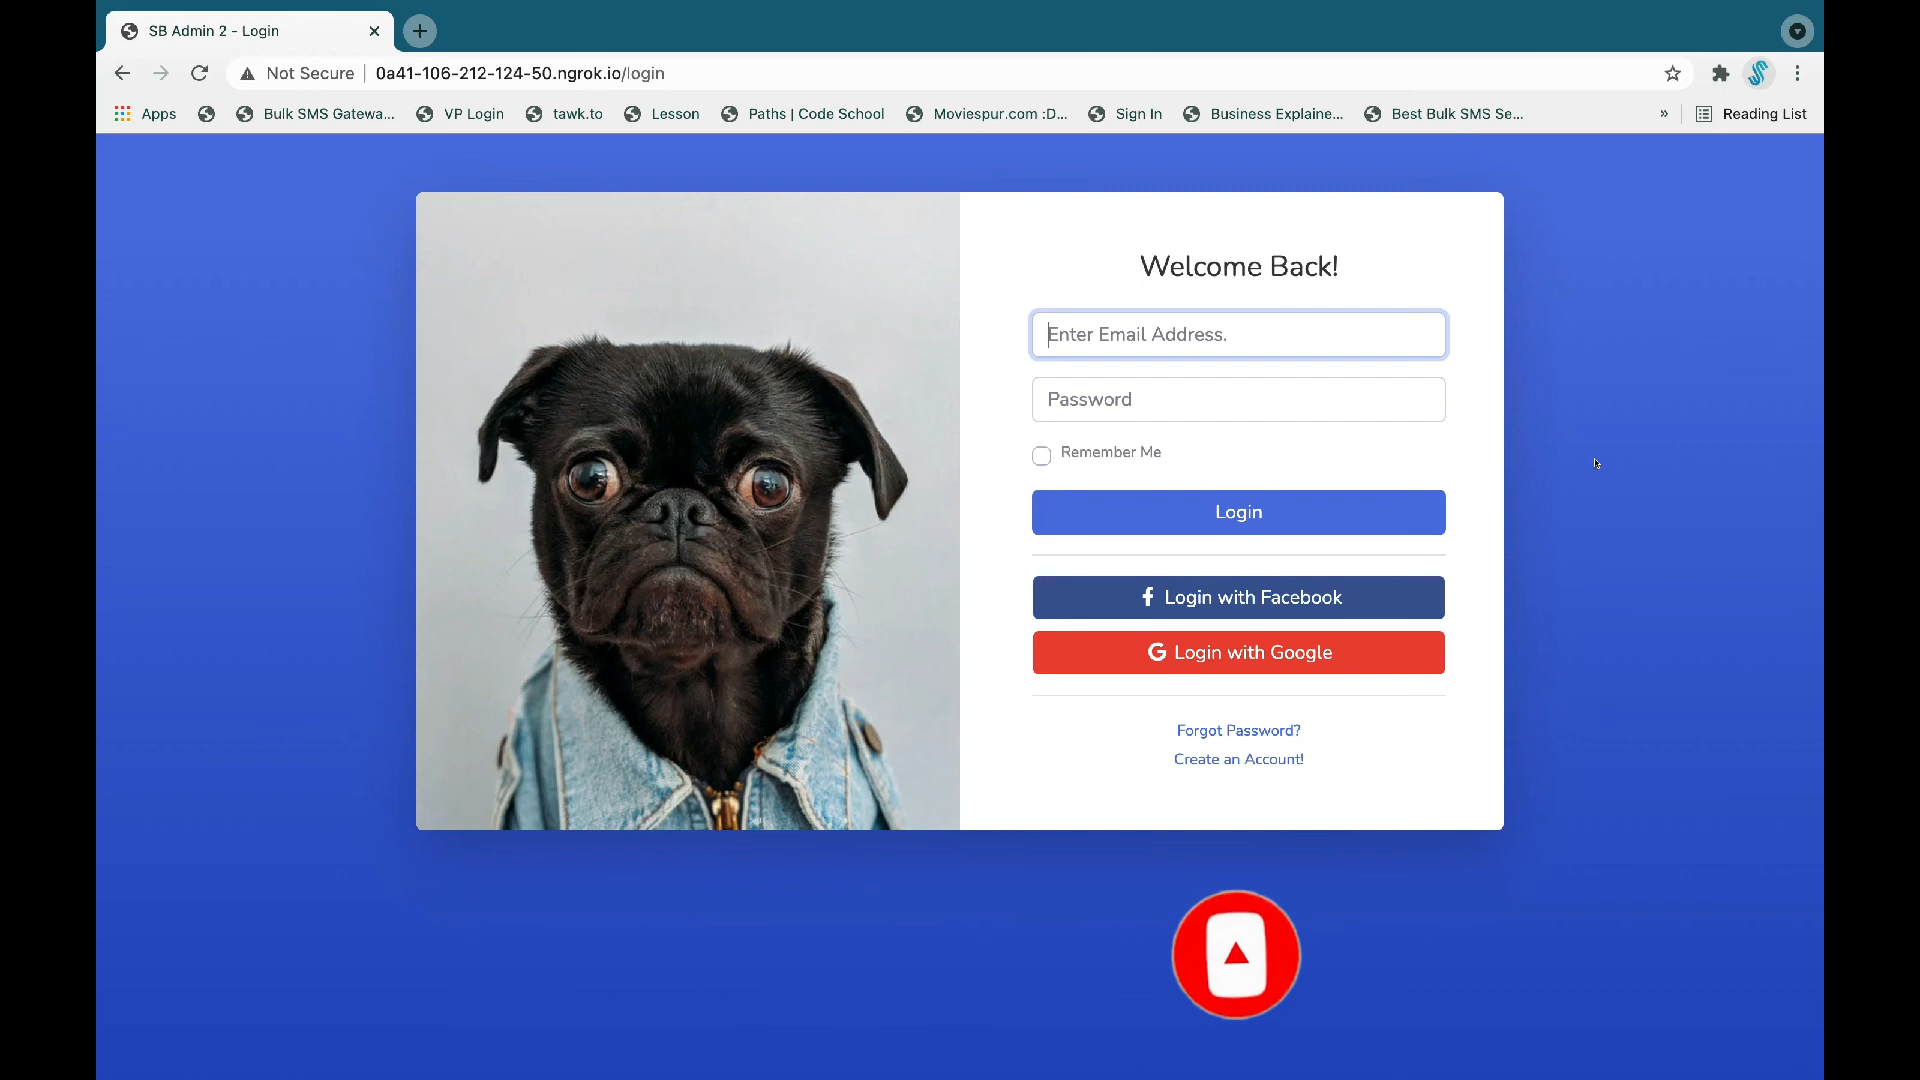 SB Admin 2 - Login
Not Secure 0a41-106-212-124-50.ngrok.io/login
Apps Bulk SMS Gatewa... VP Login tawk.to Lesson Paths | Code School Moviespur.com :D... Sign In Business Explaine... Best Bulk SMS Se... » Reading List
Welcome Back!
Enter Email Address.
Password
Remember Me
Login
Login with Facebook
Login with Google
Forgot Password?
Create an Account!